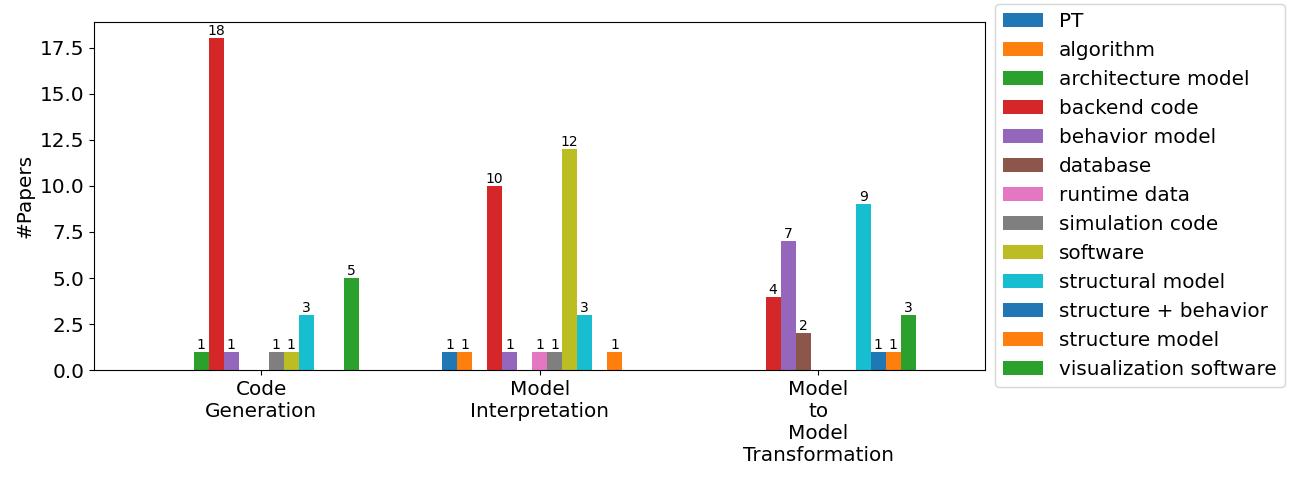 #Papers
17.5
15.0
12.5
10.0
7.5
5.0
2.5
0.0
1
18
1
1
1
3
5
1
1
10
1
1
1
12
3
1
4
7
2
9
1
1
3
Code
Generation
Model
Interpretation
Model
to
Model
Transformation
PT
algorithm
architecture model
backend code
behavior model
database
runtime data
simulation code
software
structural model
structure + behavior
structure model
visualization software